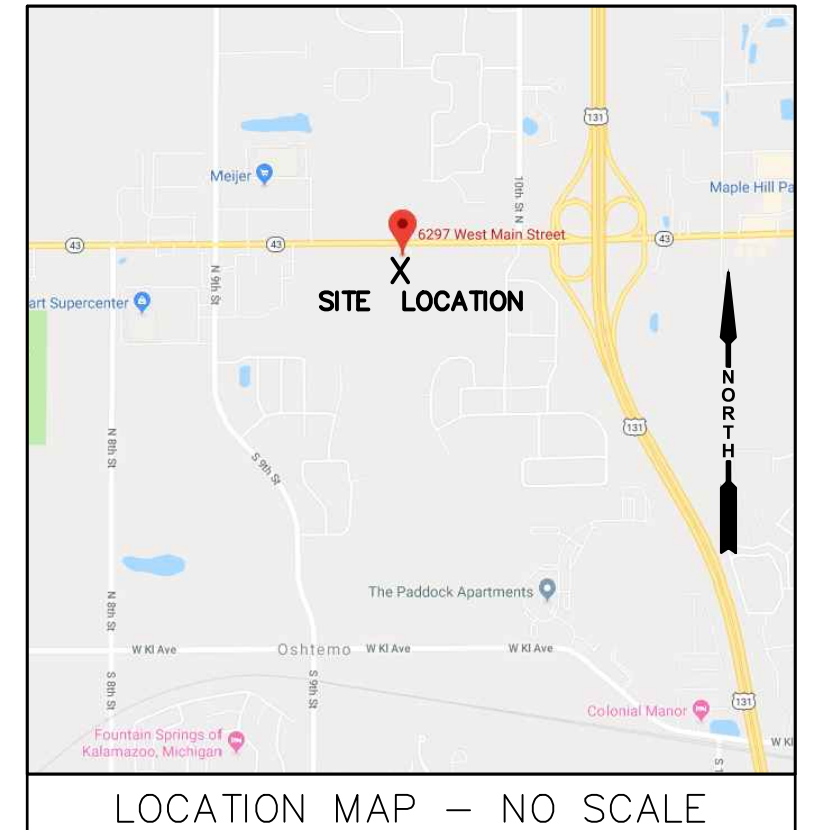 131
10th St N
Meijer
Maple Hill Pa
6297 West Main Street
43
43
43
X
SITE LOCATION
N 9th St
art Supercenter
NORTH
131
N 8th St
S 9th St
The Paddock Apartments
N 8th St
W Kl Ave
Oshtemo
W Kl Ave
W Kl Ave
S 8th St
S 9th St
131
Colonial Manor
Fountain Springs of
Kalamazoo, Michigan
W Kl
S 1
LOCATION MAP – NO SCALE